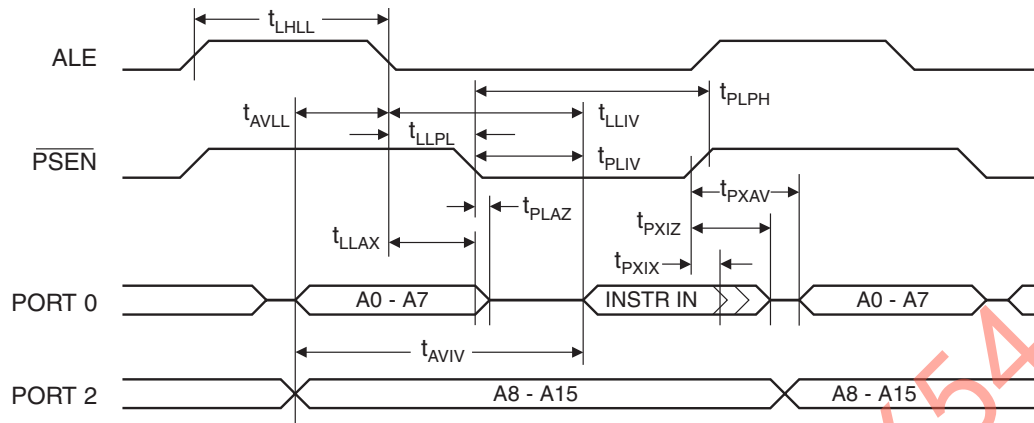 tLHLL
ALE
tPLPH
tAVLL
tLLIV
tLLPL
PSEN
tPLIV
tPXAV
tPLAZ
tPXIZ
tLLAX
tPXIX
PORT 0
A0 - A7
INSTR IN
A0 - A7
tAVIV
PORT 2
A8 - A15
A8 - A15
54